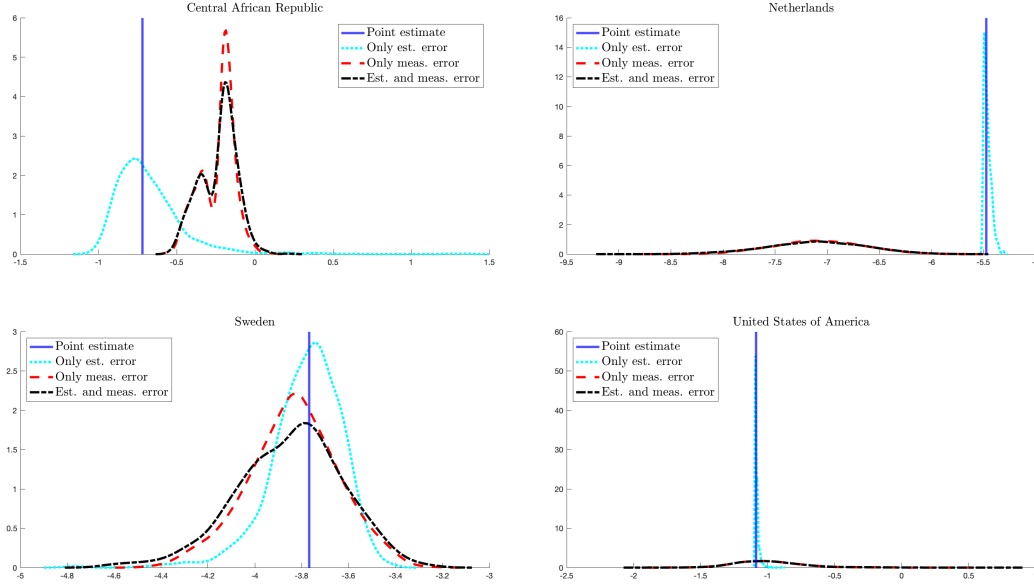 Central African Republic
6
5
4
3
2
1
0
-1.5 -1 -0.5 0 0.5 1 1.5
Point estimate
Only est. error
Only meas. error
Est. and meas. error
Netherlands
16
14
12
10
8
6
4
2
0
-9.5 -9 -8.5 -8 -7.5 -7 -6.5 -6 -5.5
Point estimate
Only est. error
Only meas. error
Est. and meas. error
Sweden
3
2.5
2
1.5
1
0.5
0
-5 -4.8 -4.6 -4.4 -4.2 -4 -3.8 -3.6 -3.4 -3.2 -3
Point estimate
Only est. error
Only meas. error
Est. and meas. error
United States of America
60
50
40
30
20
10
0
-2.5 -2 -1.5 -1 -0.5 0 0.5
Point estimate
Only est. error
Only meas. error
Est. and meas. error